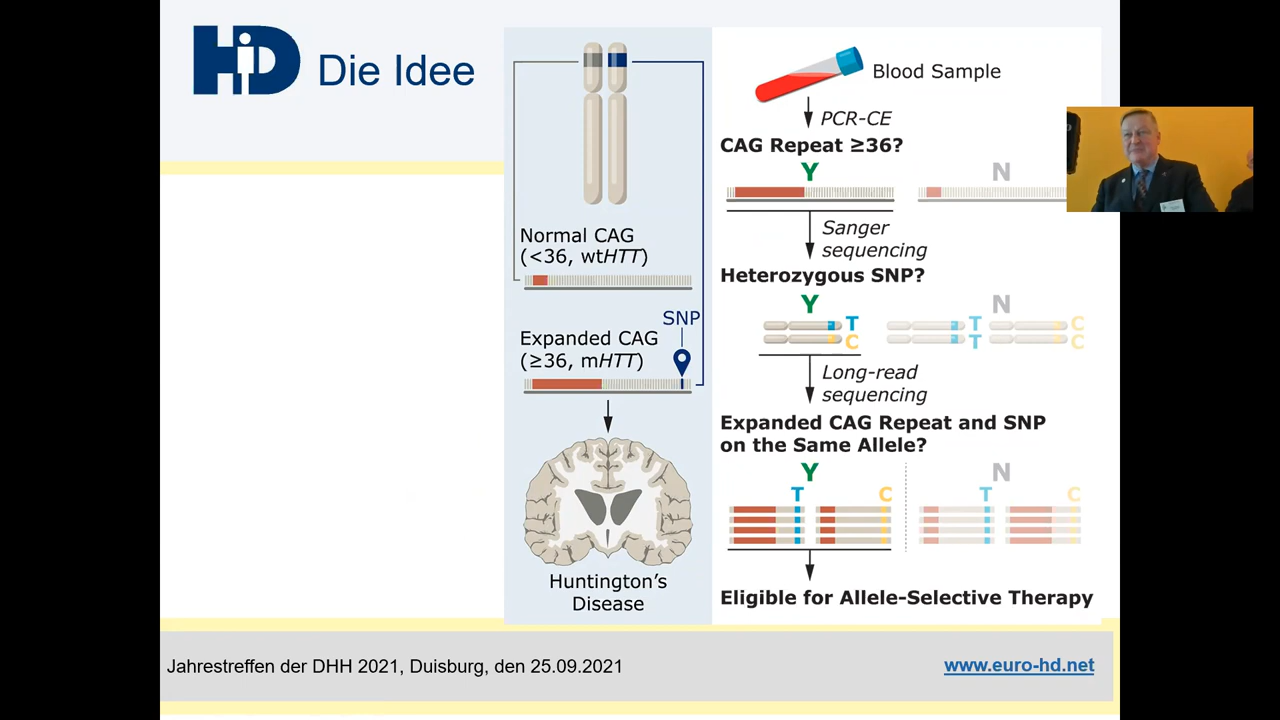 HD
Die Idee
Normal CAG
(<36, wtHTT)
SNP
Expanded CAG
(≥36, mHTT)
Huntington's
Disease
Blood Sample
PCR-CE
CAG Repeat ≥36?
Y N
Sanger
sequencing
Heterozygous SNP?
Y N
T T C
C T C
Long-read
sequencing
Expanded CAG Repeat and SNP
on the Same Allele?
Y N
T C T C
Eligible for Allele-Selective Therapy
Jahrestreffen der DHH 2021, Duisburg, den 25.09.2021
www.euro-hd.net